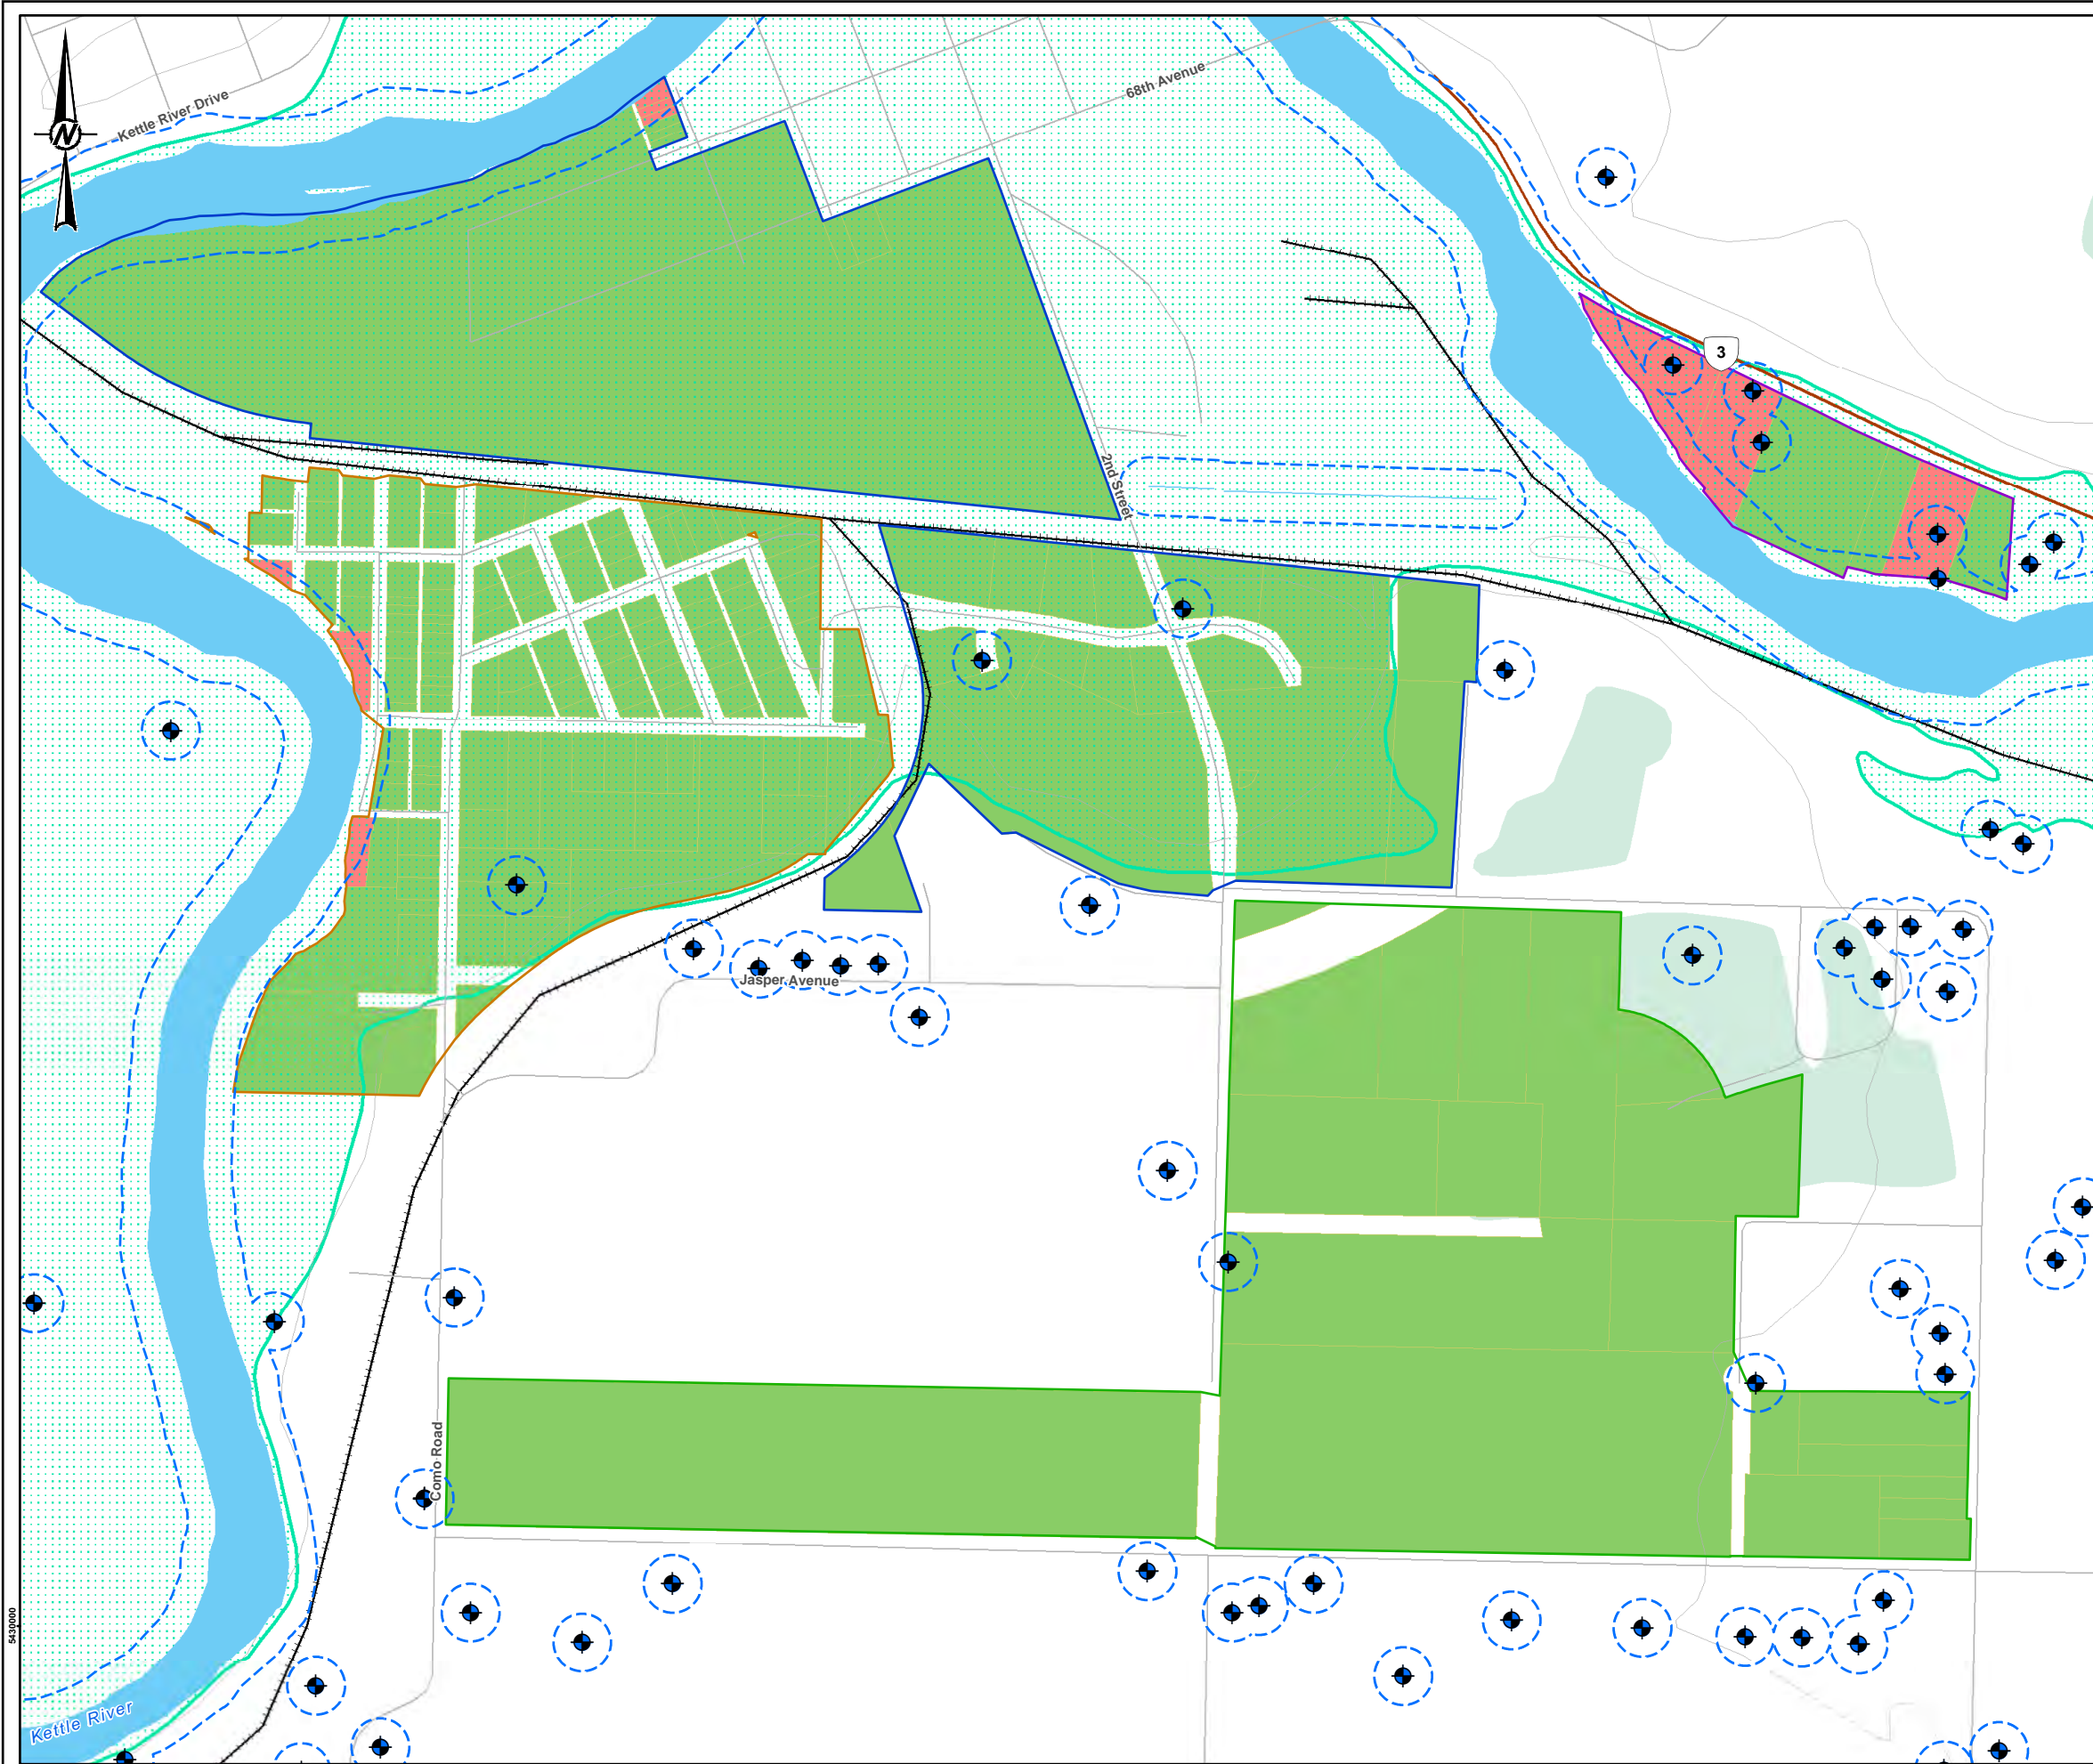 N
Kettle River Drive
68th Avenue
3
2nd Street
Jasper Avenue
Como Road
5430000
Kettle River